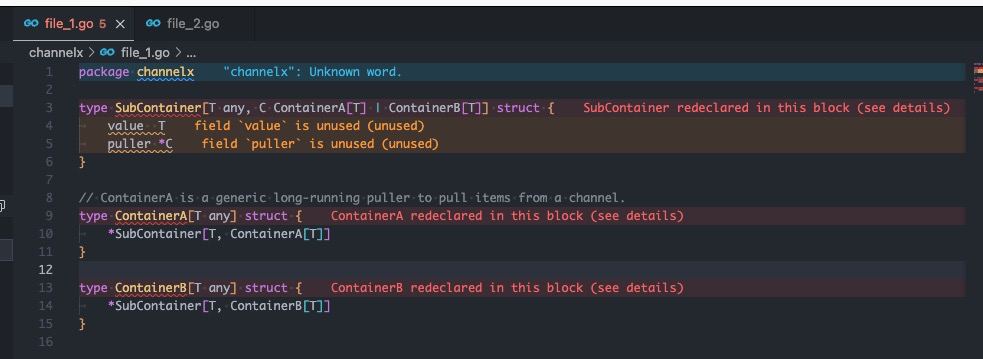 GO file_1.go 5 × GO file_2.go
channelx > GO file_1.go > ...
1 package channelx "channelx": Unknown word.
2
3 type SubContainer[T any, C ContainerA[T] | ContainerB[T]] struct { SubContainer redeclared in this block (see details)
4 value T field `value` is unused (unused)
5 puller *C field `puller` is unused (unused)
6 }
7
8 // ContainerA is a generic long-running puller to pull items from a channel.
9 type ContainerA[T any] struct { ContainerA redeclared in this block (see details)
10 *SubContainer[T, ContainerA[T]]
11 }
12
13 type ContainerB[T any] struct { ContainerB redeclared in this block (see details)
14 *SubContainer[T, ContainerB[T]]
15 }
16